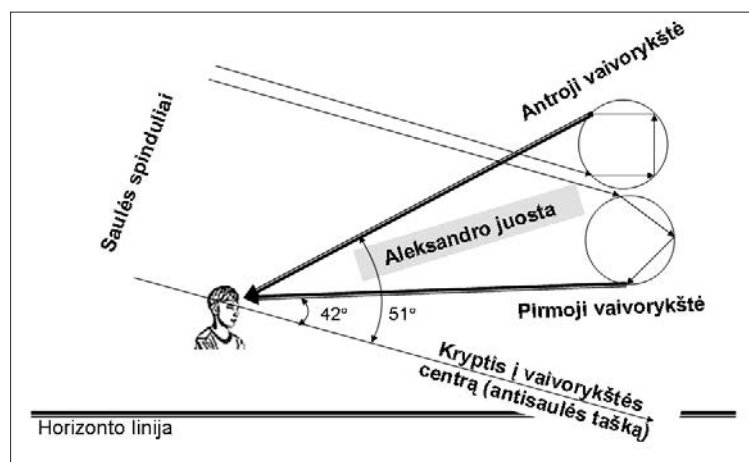 Antroji vaivorykštė
Saulės spinduliai
Aleksandro juosta
Pirmoji vaivorykštė
42°
51°
Kryptis į vaivorykštės
centrą (antisaulės tašką)
Horizonto linija